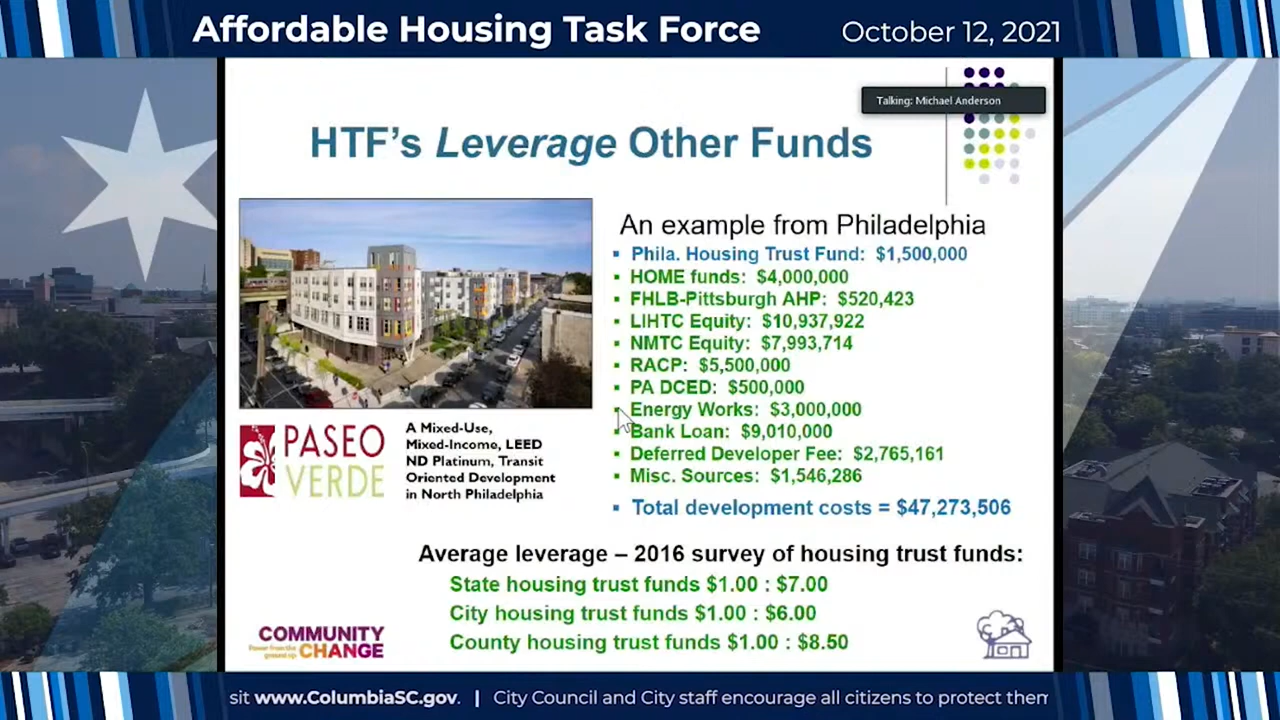 Affordable Housing Task Force
October 12, 2021
Talking: Michael Anderson
HTF's Leverage Other Funds
An example from Philadelphia
Phila. Housing Trust Fund: $1,500,000
HOME funds: $4,000,000
FHLB-Pittsburgh AHP: $520,423
LIHTC Equity: $10,937,922
NMTC Equity: $7,993,714
RACP: $5,500,000
PA DCED: $500,000
Energy Works: $3,000,000
Bank Loan: $9,010,000
Deferred Developer Fee: $2,765,161
Misc. Sources: $1,546,286
Total development costs = $47,273,506
PASEO
VERDE
A Mixed-Use,
Mixed-Income, LEED
ND Platinum, Transit
Oriented Development
in North Philadelphia
Average leverage – 2016 survey of housing trust funds:
State housing trust funds $1.00 : $7.00
City housing trust funds $1.00 : $6.00
County housing trust funds $1.00 : $8.50
COMMUNITY
Power from the
ground up
CHANGE
sit www.ColumbiaSC.gov. | City Council and City staff encourage all citizens to protect them